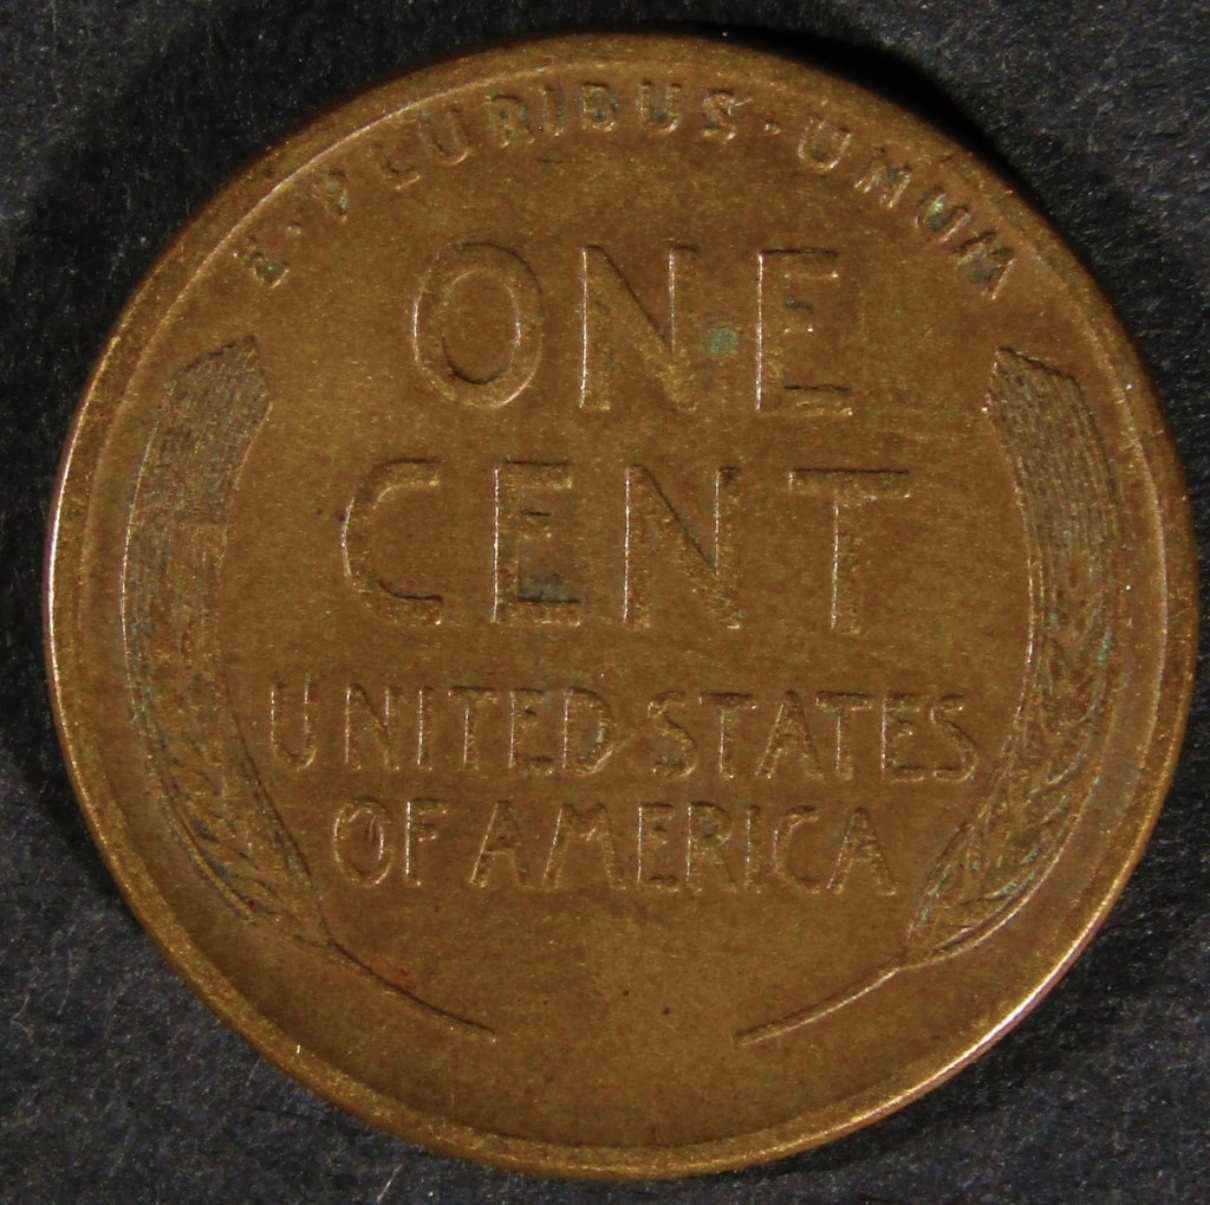 E·PLURIBUS·UNUM
ONE
CENT
UNITED STATES
OF AMERICA